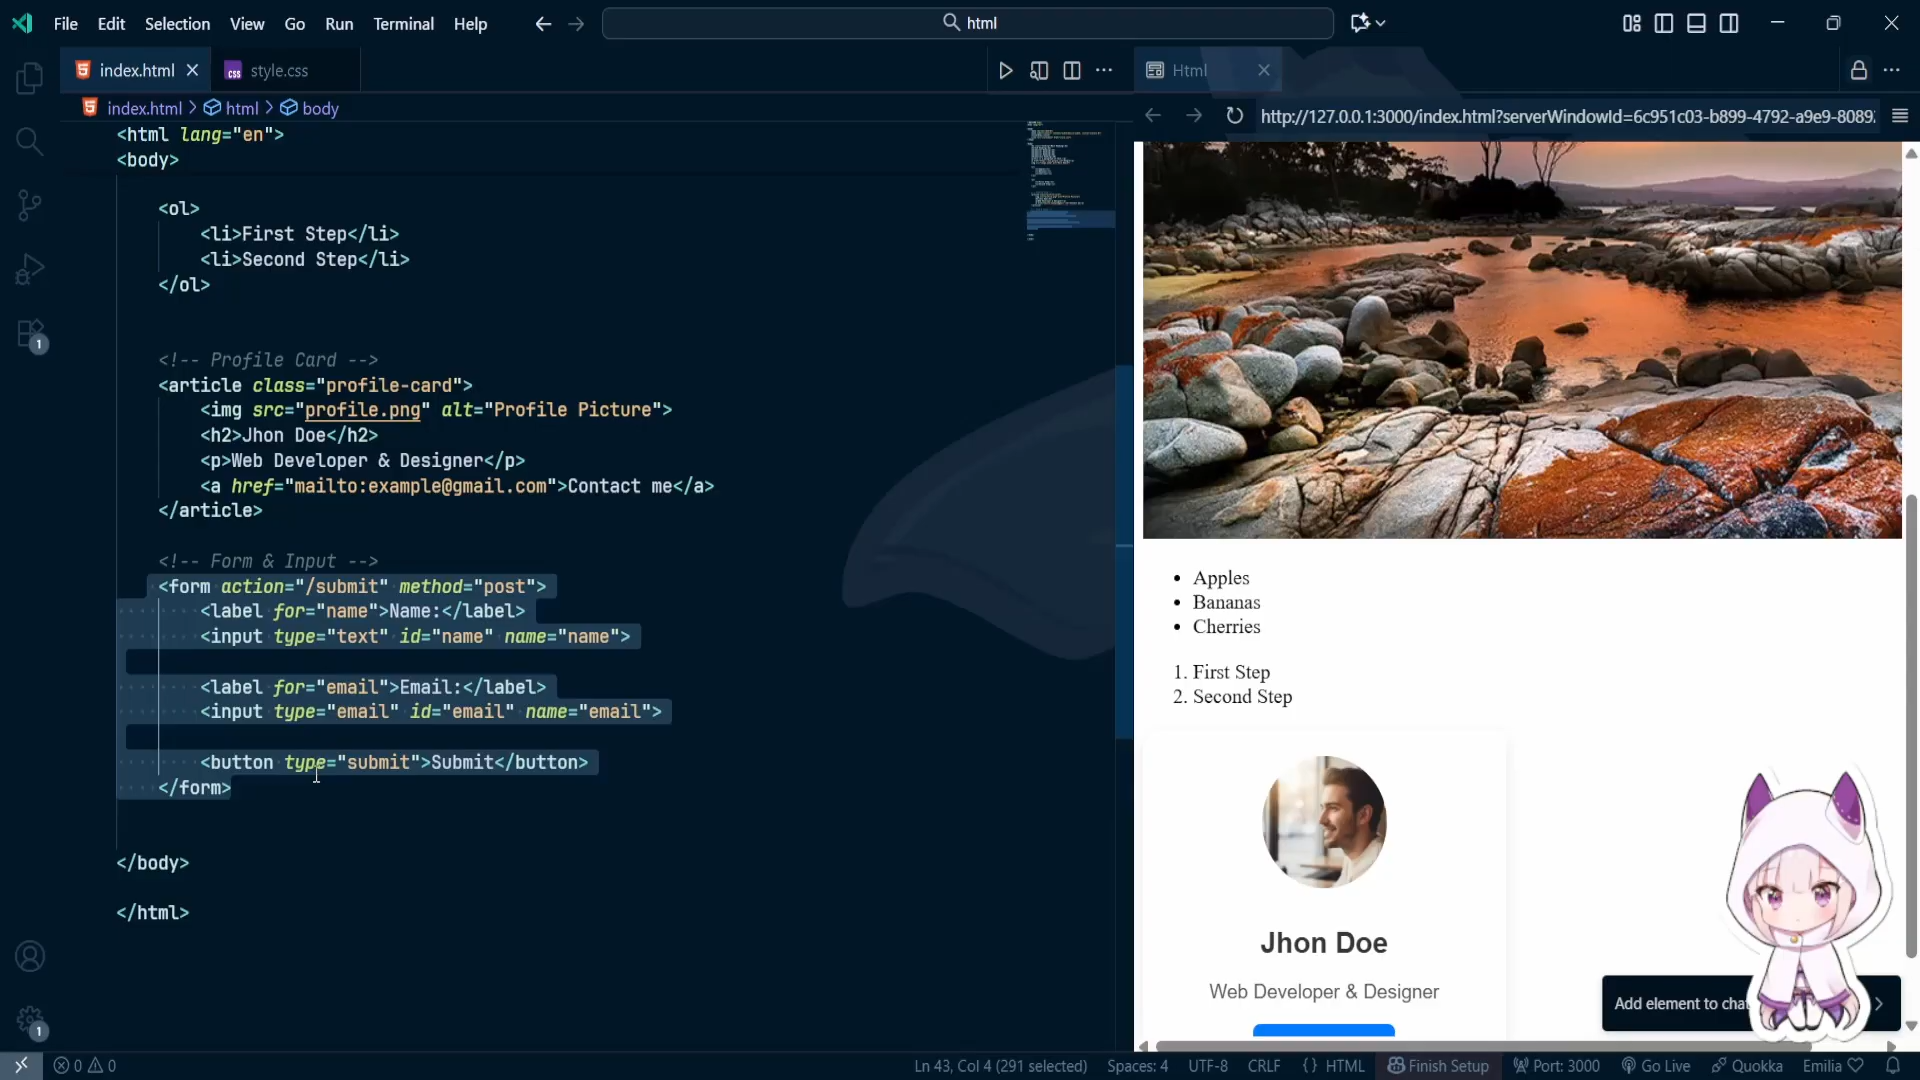 File Edit Selection View Go Run Terminal Help
html
index.html
css style.css
Html
index.html > html > body
http://127.0.0.1:3000/index.html?serverWindowId=6c951c03-b899-4792-a9e9-8089
<html lang="en">
<body>
<ol>
<li>First Step</li>
<li>Second Step</li>
</ol>
<!-- Profile Card -->
<article class="profile-card">
<img src="profile.png" alt="Profile Picture">
<h2>Jhon Doe</h2>
<p>Web Developer & Designer</p>
<a href="mailto:example@gmail.com">Contact me</a>
</article>
<!-- Form & Input -->
<form action="/submit" method="post">
<label for="name">Name:</label>
<input type="text" id="name" name="name">
<label for="email">Email:</label>
<input type="email" id="email" name="email">
<button type="submit">Submit</button>
</form>
</body>
</html>
Apples
Bananas
Cherries
1. First Step
2. Second Step
Jhon Doe
Web Developer & Designer
Add element to chat
1
1
0 0
Ln 43, Col 4 (291 selected)
Spaces: 4
UTF-8
CRLF
{ } HTML
Finish Setup
Port: 3000
Go Live
Quokka
Emilia